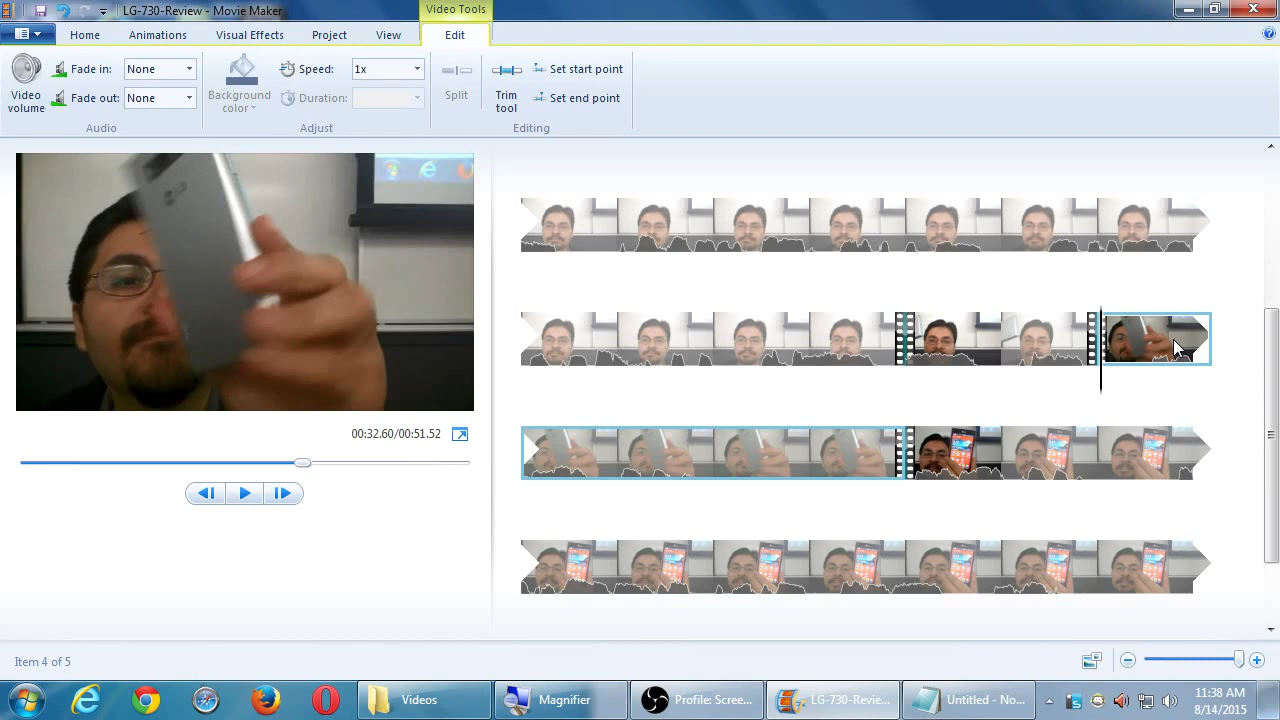 LG-730-Review - Movie Maker
Video Tools
Home Animations Visual Effects Project View Edit
Video volume
Fade in: None
Fade out: None
Audio
Background color
Speed: 1x
Duration:
Adjust
Split
Trim tool
Set start point
Set end point
Editing
00:32.60/00:51.52
Item 4 of 5
Videos
Magnifier
Profile: Scree...
LG-730-Revie...
Untitled - No...
11:38 AM
8/14/2015